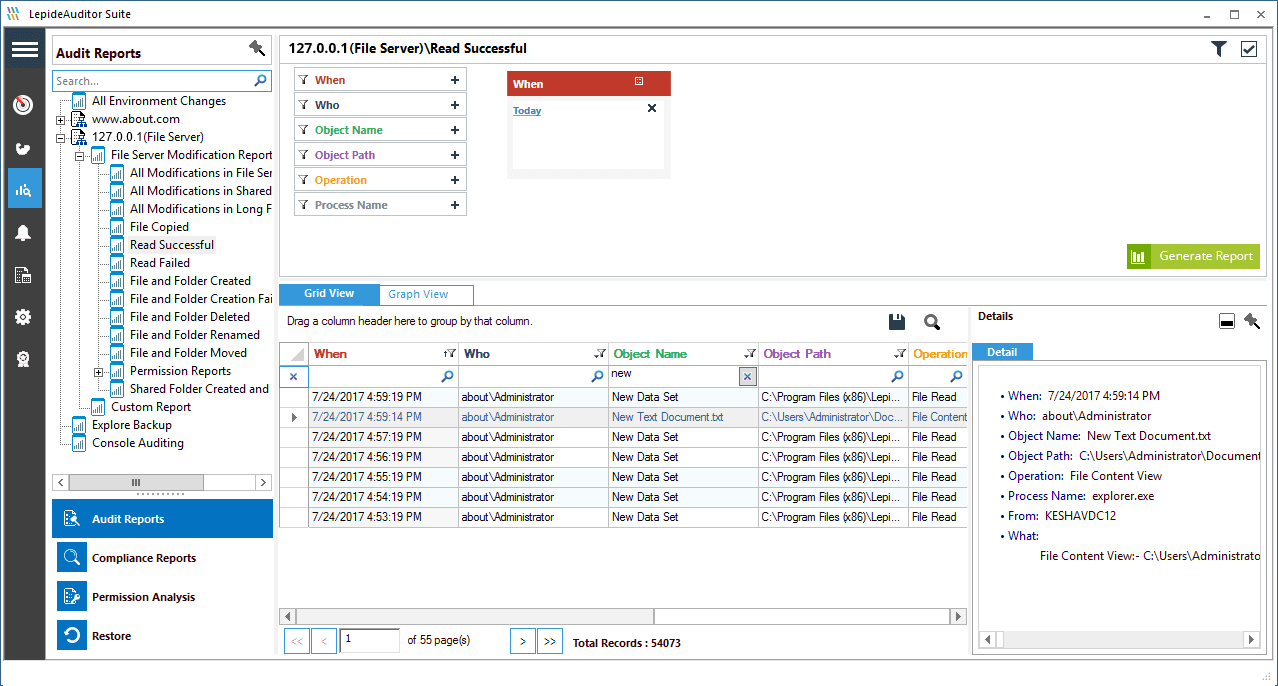 LepideAuditor Suite
Audit Reports
Search...
All Environment Changes
www.about.com
127.0.0.1(File Server)
File Server Modification Report
All Modifications in File Ser
All Modifications in Shared
All Modifications in Long F
File Copied
Read Successful
Read Failed
File and Folder Created
File and Folder Creation Fai
File and Folder Deleted
File and Folder Renamed
File and Folder Moved
Permission Reports
Shared Folder Created and
Custom Report
Explore Backup
Console Auditing
Audit Reports
Compliance Reports
Permission Analysis
Restore
127.0.0.1(File Server)\Read Successful
When +
Who +
Object Name +
Object Path +
Operation +
Process Name +
When
Today
Generate Report
Grid View Graph View
Drag a column header here to group by that column.
When Who Object Name Object Path Operation
new
7/24/2017 4:59:19 PM about\Administrator New Data Set C:\Program Files (x86)\Lepi... File Read
7/24/2017 4:59:14 PM about\Administrator New Text Document.txt C:\Users\Administrator\Doc... File Content
7/24/2017 4:57:19 PM about\Administrator New Data Set C:\Program Files (x86)\Lepi... File Read
7/24/2017 4:56:19 PM about\Administrator New Data Set C:\Program Files (x86)\Lepi... File Read
7/24/2017 4:55:19 PM about\Administrator New Data Set C:\Program Files (x86)\Lepi... File Read
7/24/2017 4:54:19 PM about\Administrator New Data Set C:\Program Files (x86)\Lepi... File Read
7/24/2017 4:53:19 PM about\Administrator New Data Set C:\Program Files (x86)\Lepi... File Read
<< < 1 of 55 page(s) > >> Total Records : 54073
Details
Detail
• When: 7/24/2017 4:59:14 PM
• Who: about\Administrator
• Object Name: New Text Document.txt
• Object Path: C:\Users\Administrator\Document
• Operation: File Content View
• Process Name: explorer.exe
• From: KESHAVDC12
• What:
File Content View:- C:\Users\Administrato